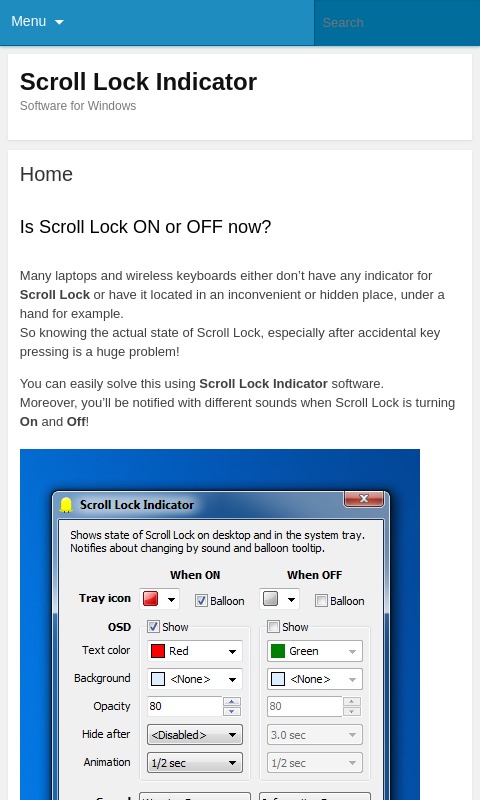 Menu
Search
Scroll Lock Indicator
Software for Windows
Home
Is Scroll Lock ON or OFF now?
Many laptops and wireless keyboards either don’t have any indicator for
Scroll Lock or have it located in an inconvenient or hidden place, under a
hand for example.
So knowing the actual state of Scroll Lock, especially after accidental key
pressing is a huge problem!
You can easily solve this using Scroll Lock Indicator software.
Moreover, you’ll be notified with different sounds when Scroll Lock is turning
On and Off!
Scroll Lock Indicator
Shows state of Scroll Lock on desktop and in the system tray.
Notifies about changing by sound and balloon tooltip.
When ON When OFF
Tray icon Balloon Balloon
OSD Show Show
Text color Red Green
Background <None> <None>
Opacity 80 80
Hide after <Disabled> 3.0 sec
Animation 1/2 sec 1/2 sec